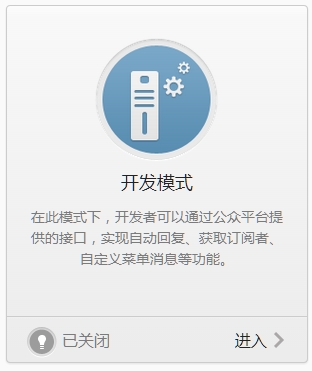 开发模式
在此模式下，开发者可以通过公众平台提
供的接口，实现自动回复、获取订阅者、
自定义菜单消息等功能。
已关闭 进入